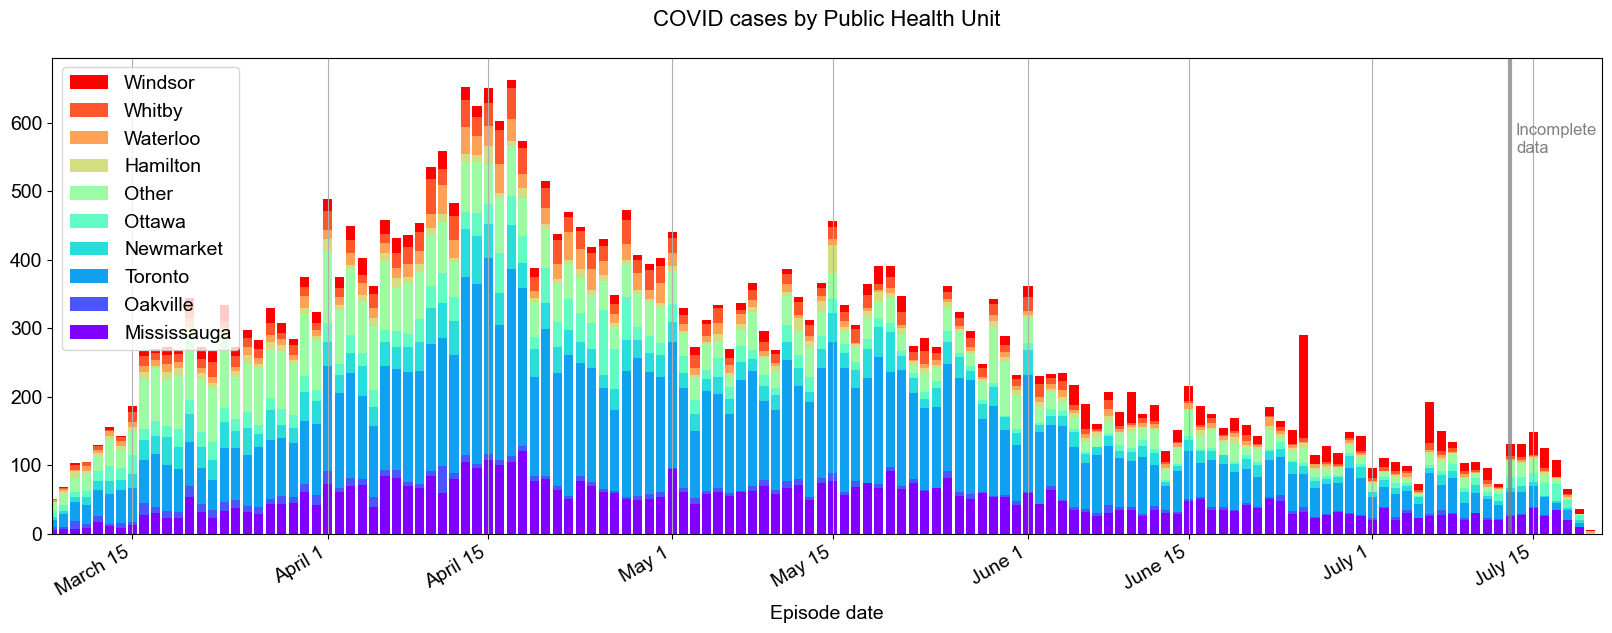 COVID cases by Public Health Unit
Windsor
Whitby
Waterloo
Hamilton
Other
Ottawa
Newmarket
Toronto
Oakville
Mississauga
Incomplete
data
600
500
400
300
200
100
0
March 15
April 1
April 15
May 1
May 15
June 1
June 15
July 1
July 15
Episode date